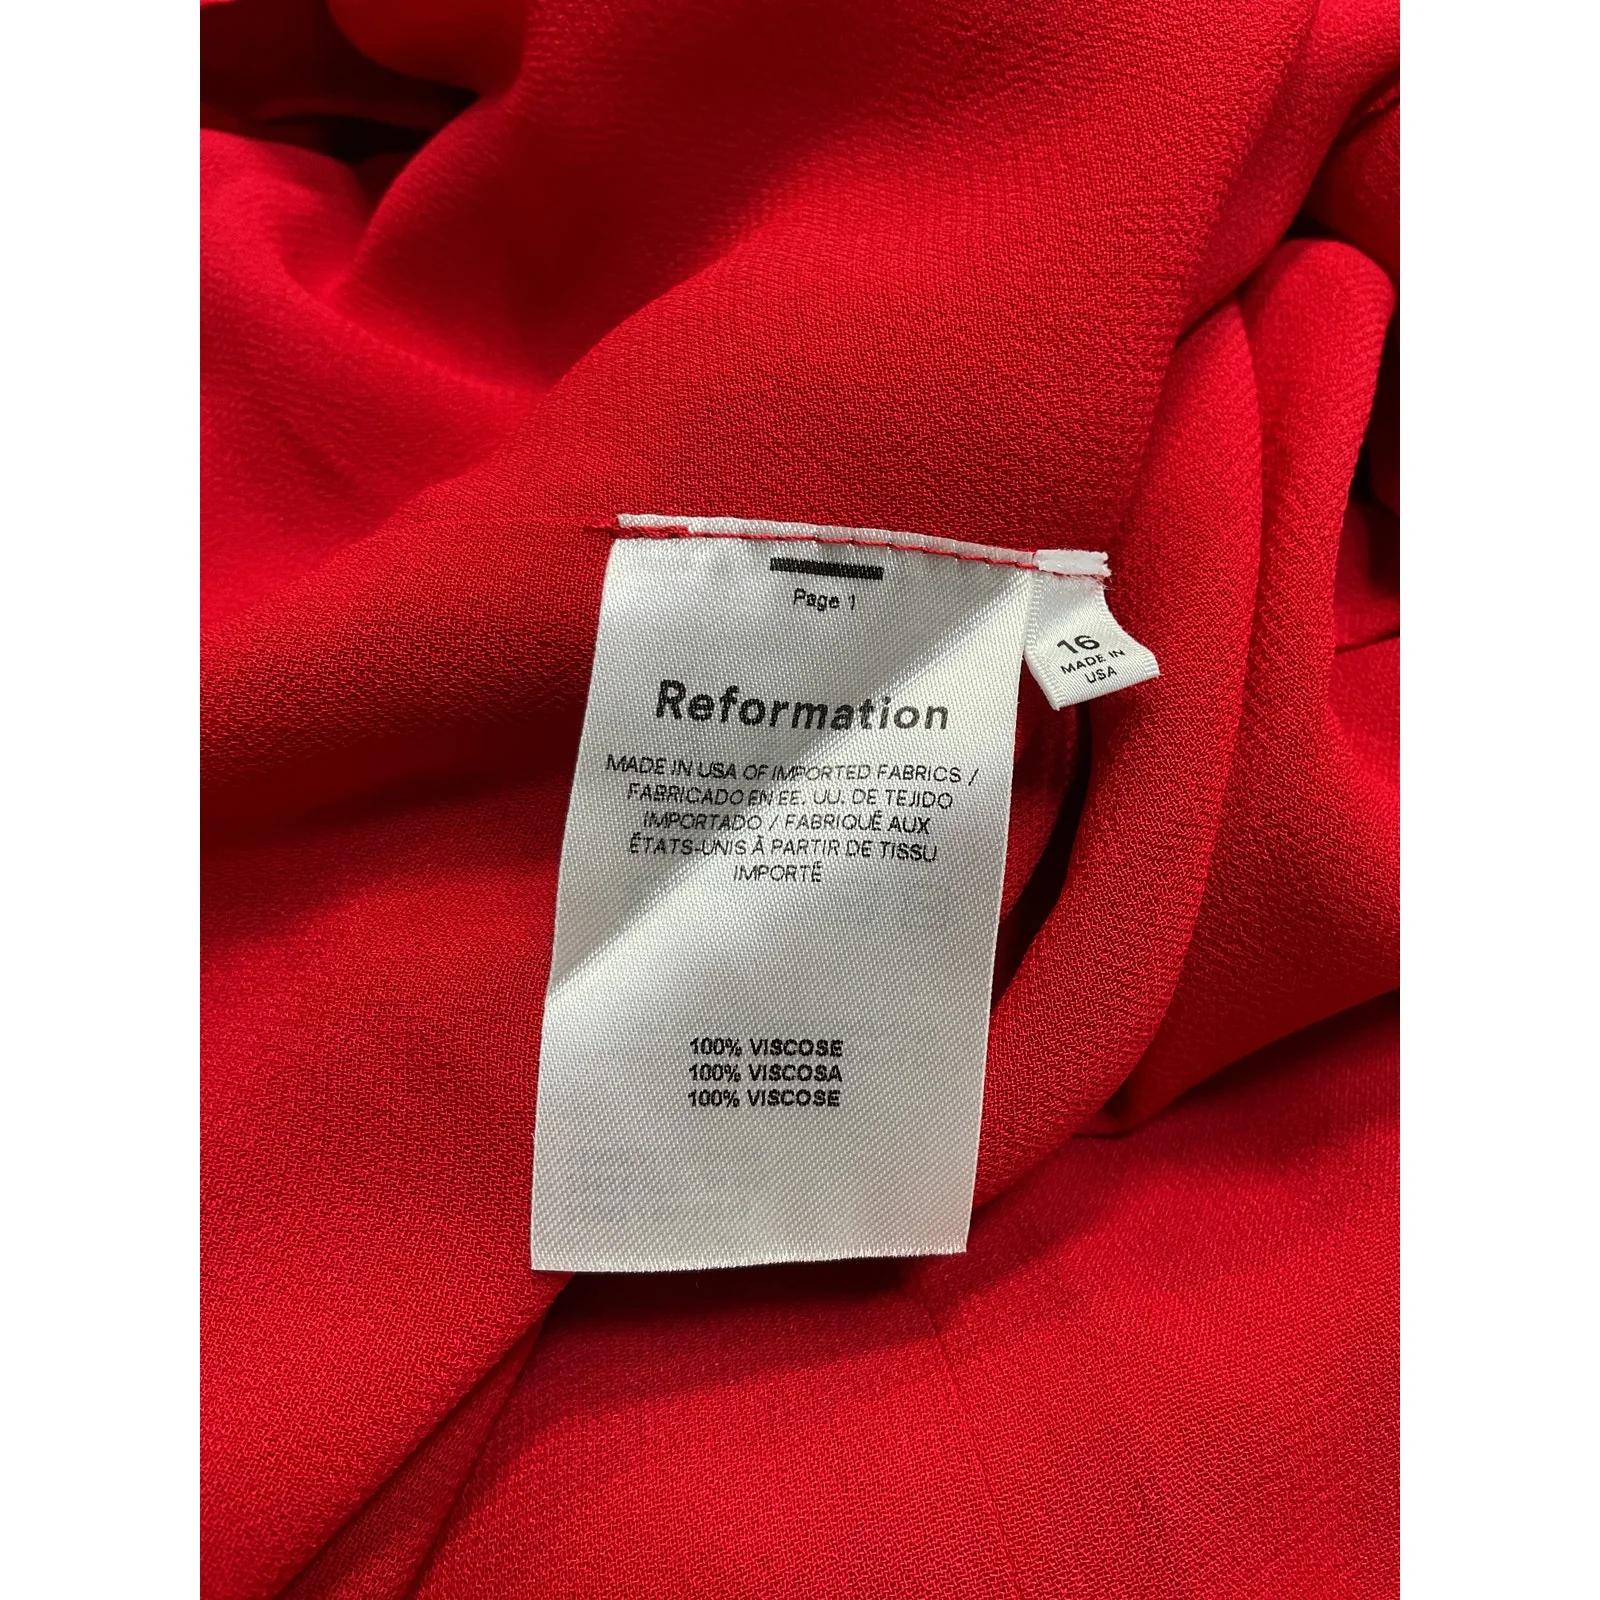 Page 1
Reformation
MADE IN USA OF IMPORTED FABRICS /
FABRICADO EN EE. UU. DE TEJIDO
IMPORTADO / FABRIQUÉ AUX
ÉTATS-UNIS À PARTIR DE TISSU
IMPORTÉ
100% VISCOSE
100% VISCOSA
100% VISCOSE
16
MADE IN
USA